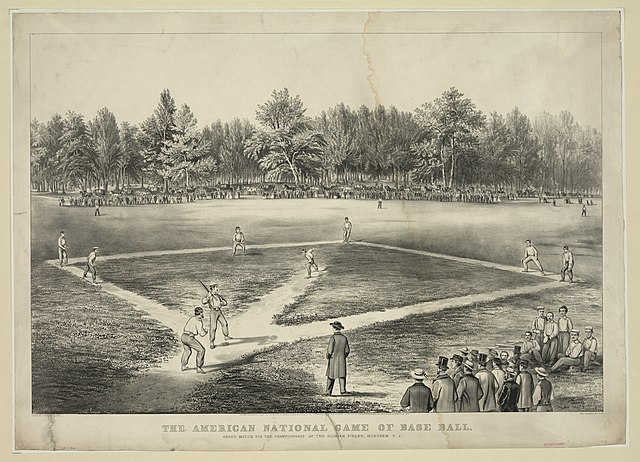 THE AMERICAN NATIONAL GAME OF BASE BALL.
GRAND MATCH FOR THE CHAMPIONSHIP AT THE ELYSIAN FIELDS, HOBOKEN, N. J.